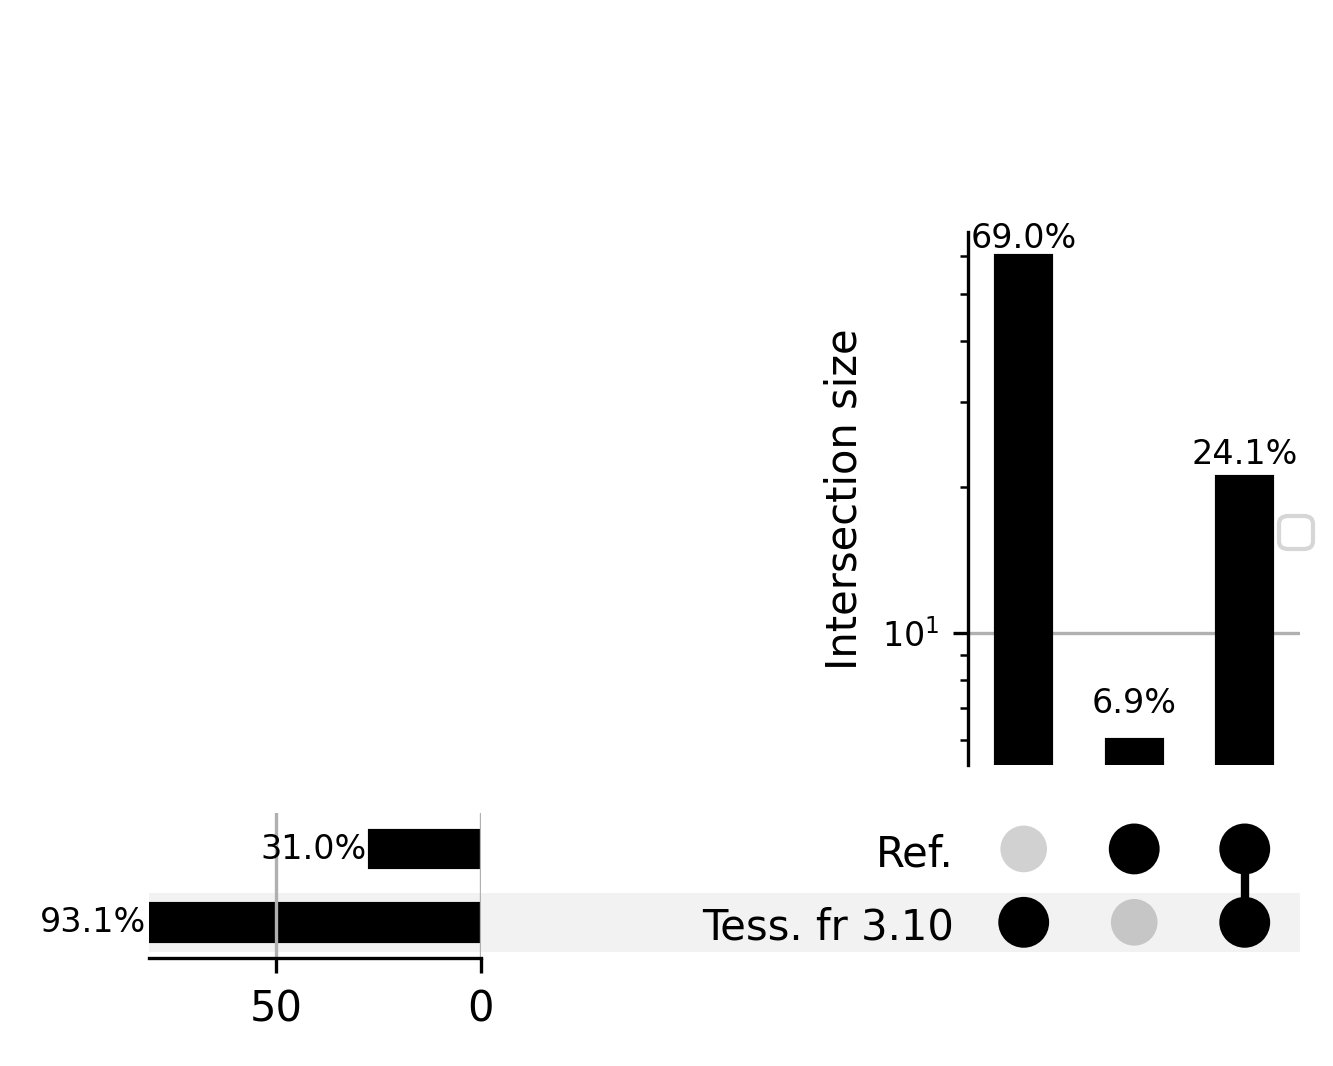 69.0%
24.1%
Intersection size
10¹
6.9%
31.0%
Ref.
93.1%
Tess. fr 3.10
50
0